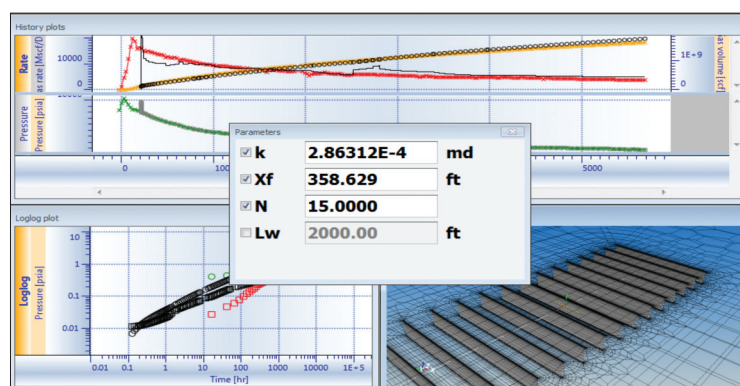 History plots
Rate
as rate [Mscf/D
10000
0
1E+9
0
as volume [scf]
Pressure
Pressure [psia]
0
100
5000
Parameters
k 2.86312E-4 md
Xf 358.629 ft
N 15.0000
Lw 2000.00 ft
Loglog plot
Loglog
Pressure [psia]
10
1
0.1
0.01
0.01 0.1 1 10 100 1000 10000 1E+5
Time [hr]